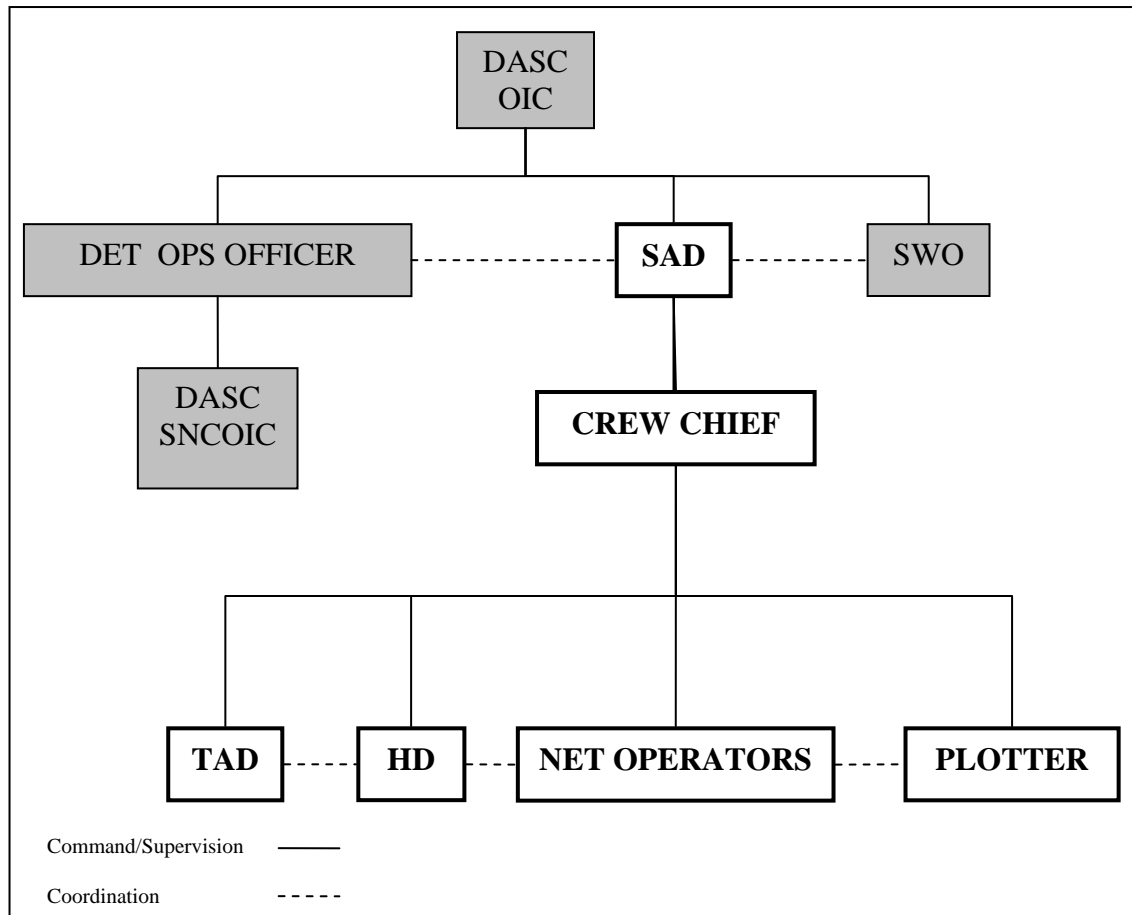 DASC
OIC
DET OPS OFFICER
SAD
SWO
DASC
SNCOIC
CREW CHIEF
TAD
HD
NET OPERATORS
PLOTTER
Command/Supervision
Coordination